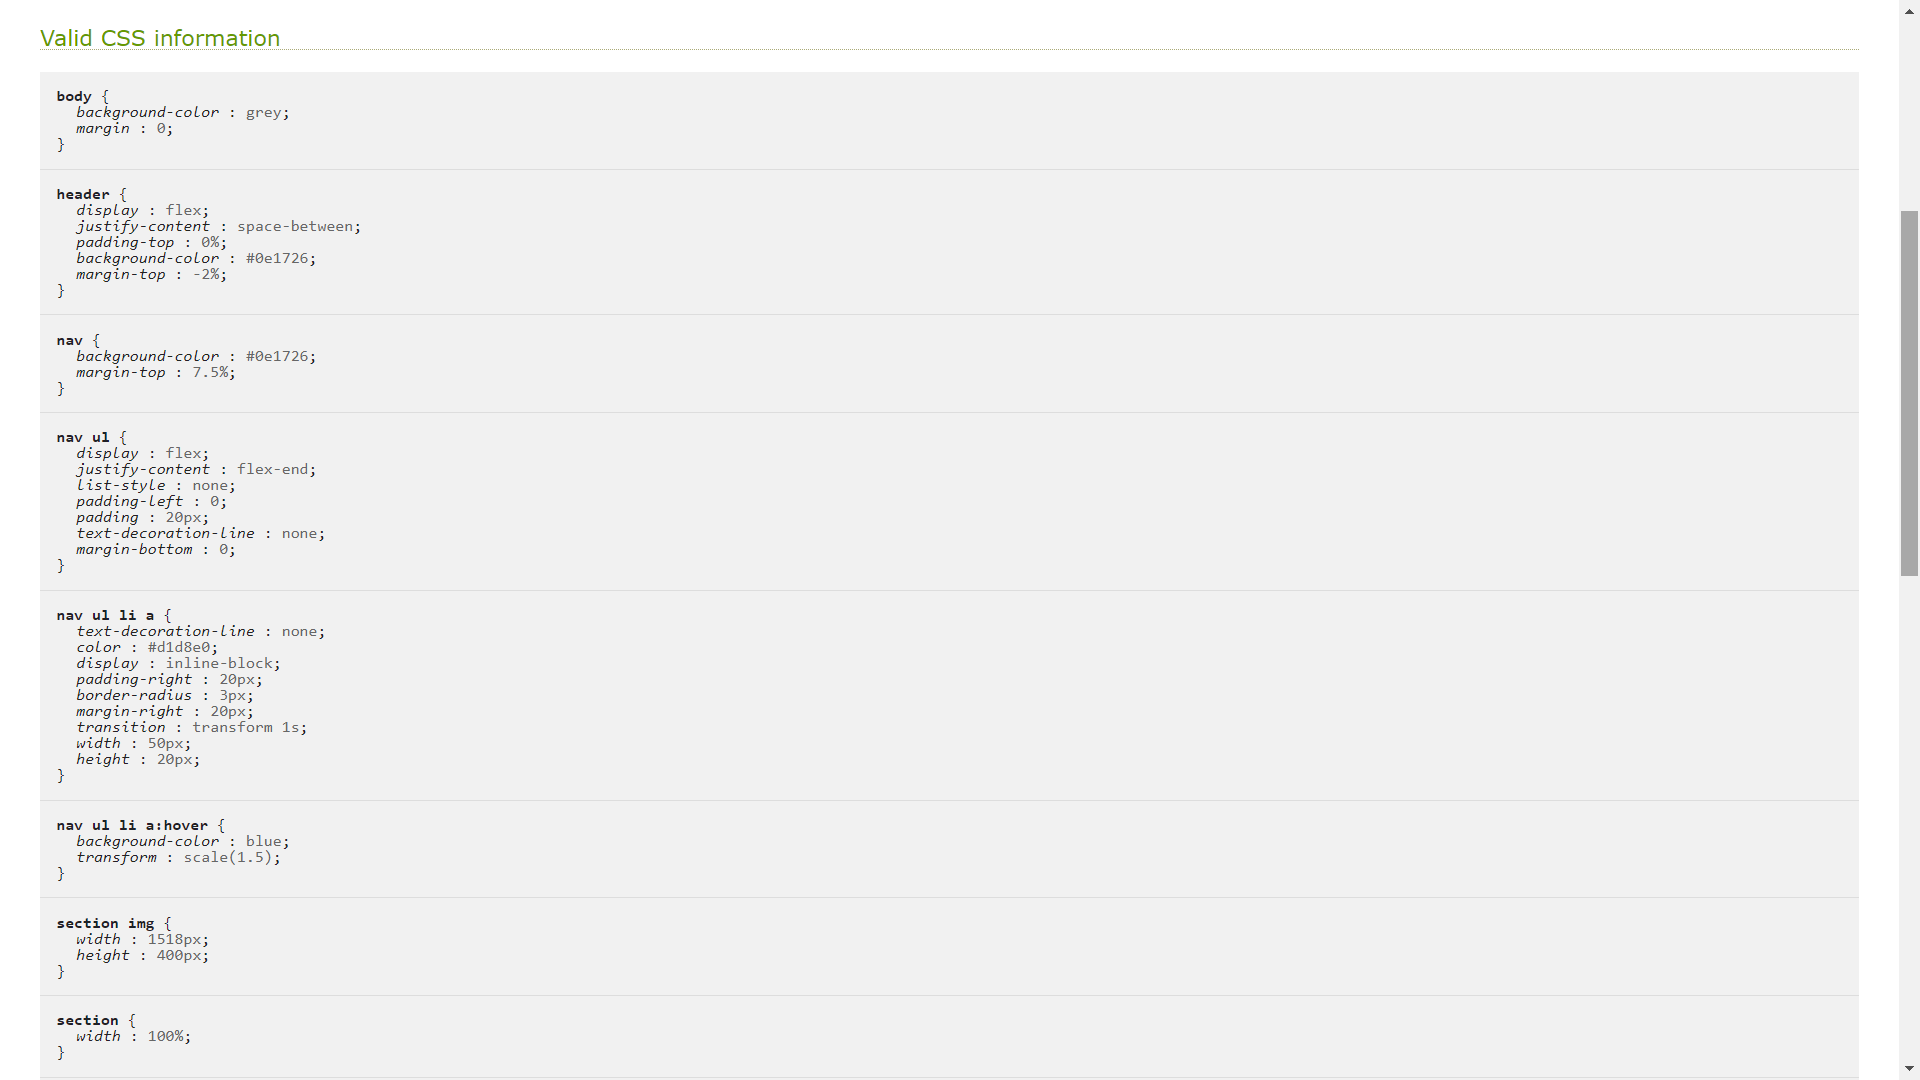 Valid CSS information
body {
background-color : grey;
margin : 0;
}
header {
display : flex;
justify-content : space-between;
padding-top : 0%;
background-color : #0e1726;
margin-top : -2%;
}
nav {
background-color : #0e1726;
margin-top : 7.5%;
}
nav ul {
display : flex;
justify-content : flex-end;
list-style : none;
padding-left : 0;
padding : 20px;
text-decoration-line : none;
margin-bottom : 0;
}
nav ul li a {
text-decoration-line : none;
color : #d1d8e0;
display : inline-block;
padding-right : 20px;
border-radius : 3px;
margin-right : 20px;
transition : transform 1s;
width : 50px;
height : 20px;
}
nav ul li a:hover {
background-color : blue;
transform : scale(1.5);
}
section img {
width : 1518px;
height : 400px;
}
section {
width : 100%;
}